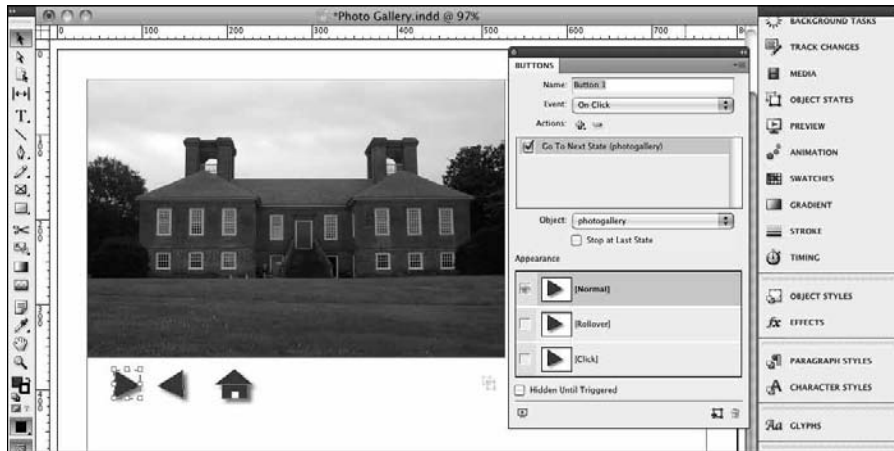 *Photo Gallery.indd @ 97%
0 100 200 300 400 500 600 700
BUTTONS
Name: Button 1
Event: On Click
Actions:
Go To Next State (photogallery)
Object: photogallery
Stop at Last State
Appearance
[Normal]
[Rollover]
[Click]
Hidden Until Triggered
BACKGROUND TASKS
TRACK CHANGES
MEDIA
OBJECT STATES
PREVIEW
ANIMATION
SWATCHES
GRADIENT
STROKE
TIMING
OBJECT STYLES
fx EFFECTS
PARAGRAPH STYLES
CHARACTER STYLES
Aa GLYPHS